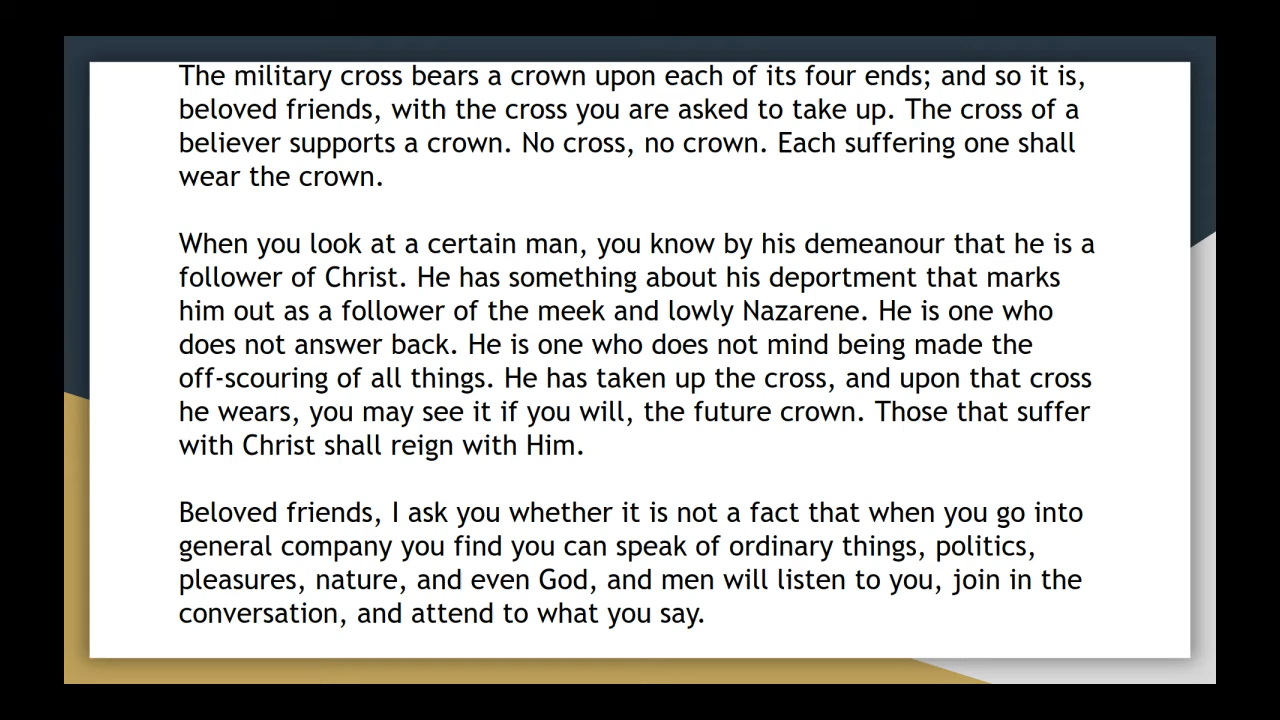 The military cross bears a crown upon each of its four ends; and so it is,
beloved friends, with the cross you are asked to take up. The cross of a
believer supports a crown. No cross, no crown. Each suffering one shall
wear the crown.
When you look at a certain man, you know by his demeanour that he is a
follower of Christ. He has something about his deportment that marks
him out as a follower of the meek and lowly Nazarene. He is one who
does not answer back. He is one who does not mind being made the
off-scouring of all things. He has taken up the cross, and upon that cross
he wears, you may see it if you will, the future crown. Those that suffer
with Christ shall reign with Him.
Beloved friends, I ask you whether it is not a fact that when you go into
general company you find you can speak of ordinary things, politics,
pleasures, nature, and even God, and men will listen to you, join in the
conversation, and attend to what you say.